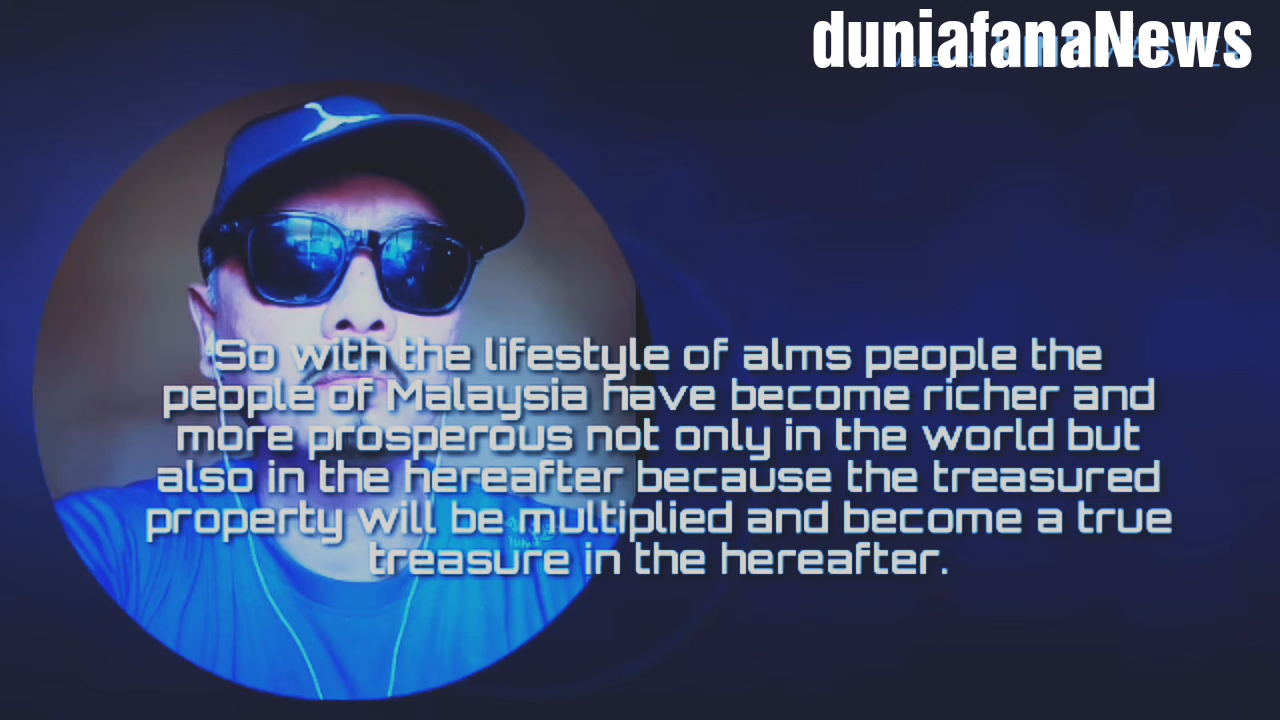 duniafanaNews
So with the lifestyle of alms people the
people of Malaysia have become richer and
more prosperous not only in the world but
also in the hereafter because the treasured
property will be multiplied and become a true
treasure in the hereafter.